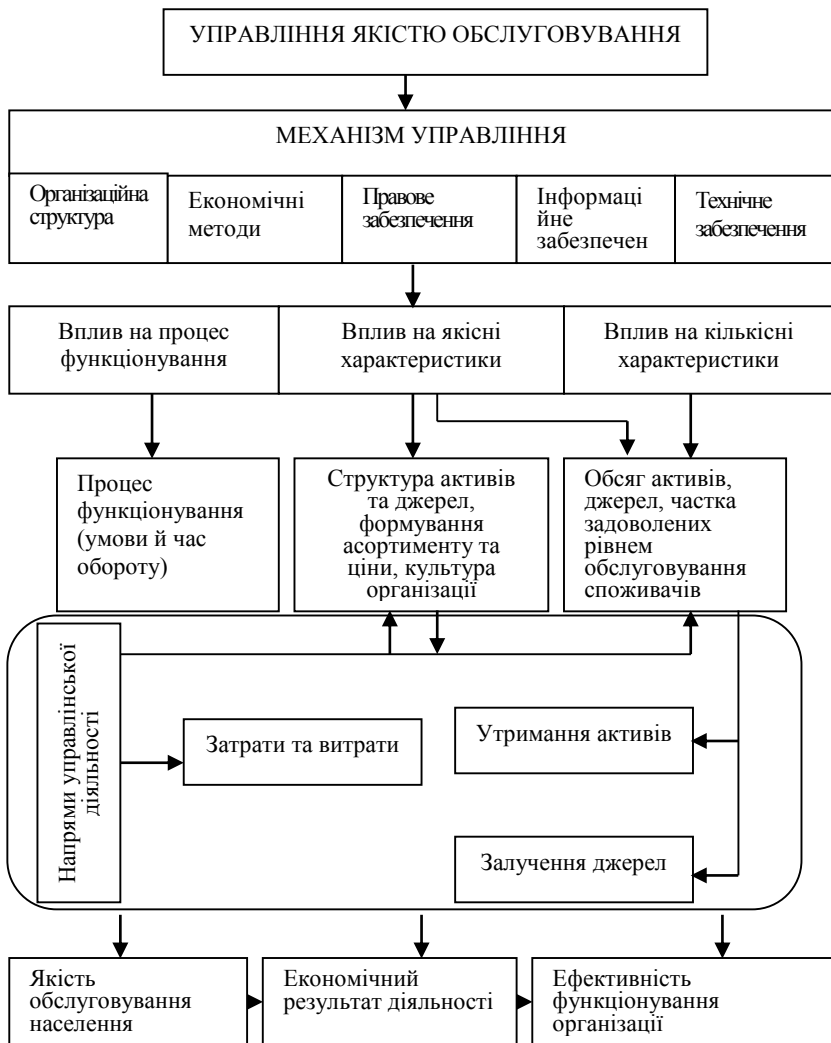 УПРАВЛІННЯ ЯКІСТЮ ОБСЛУГОВУВАННЯ
МЕХАНІЗМ УПРАВЛІННЯ
Організаційна
структура
Економічні
методи
Правове
забезпечення
Інформаці
йне
забезпечен
Технічне
забезпечення
Вплив на процес
функціонування
Вплив на якісні
характеристики
Вплив на кількісні
характеристики
Процес
функціонування
(умови й час
обороту)
Структура активів
та джерел,
формування
асортименту та
ціни, культура
організації
Обсяг активів,
джерел, частка
задоволених
рівнем
обслуговування
споживачів
Напрями управлінської
діяльності
Затрати та витрати
Утримання активів
Залучення джерел
Якість
обслуговування
населення
Економічний
результат діяльності
Ефективність
функціонування
організації